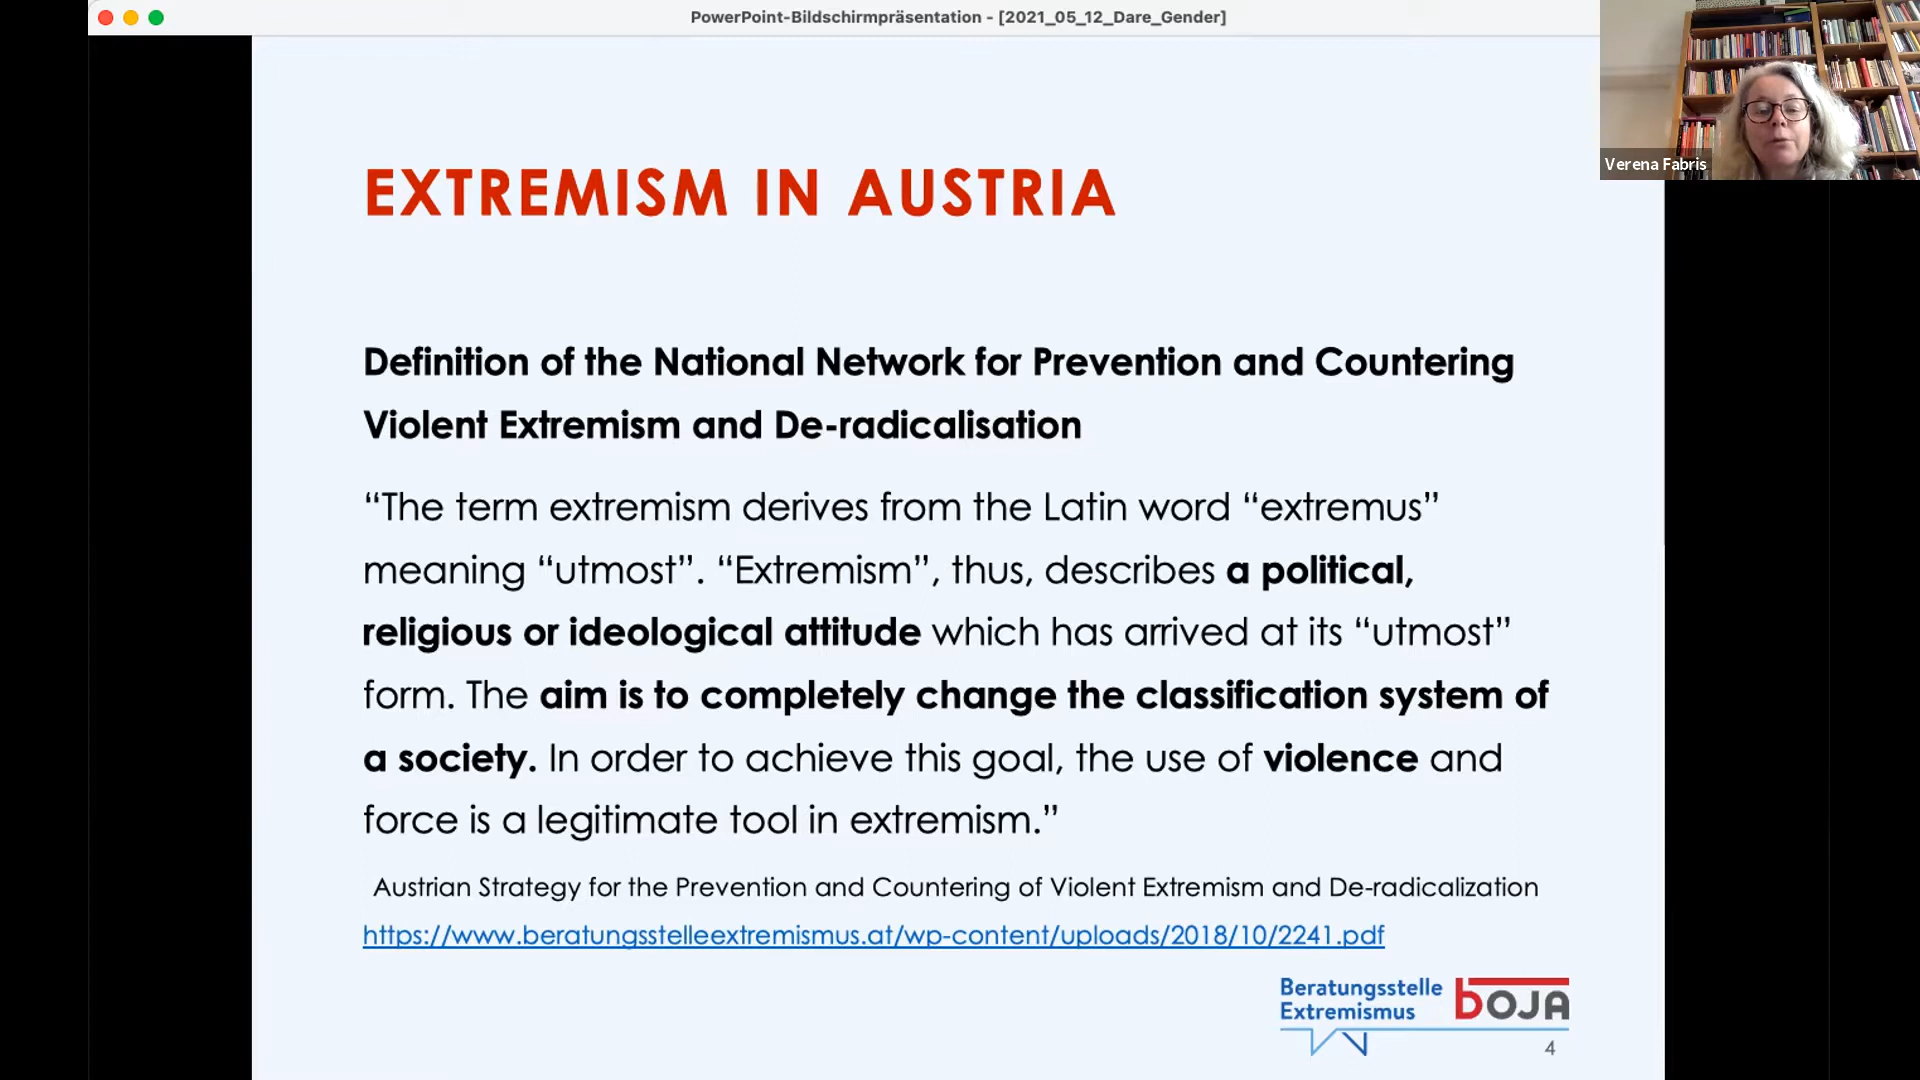 PowerPoint-Bildschirmpräsentation - [2021_05_12_Dare_Gender]
Verena Fabris
EXTREMISM IN AUSTRIA
Definition of the National Network for Prevention and Countering
Violent Extremism and De-radicalisation
“The term extremism derives from the Latin word “extremus”
meaning “utmost”. “Extremism”, thus, describes a political,
religious or ideological attitude which has arrived at its “utmost”
form. The aim is to completely change the classification system of
a society. In order to achieve this goal, the use of violence and
force is a legitimate tool in extremism.”
Austrian Strategy for the Prevention and Countering of Violent Extremism and De-radicalization
https://www.beratungsstelleextremismus.at/wp-content/uploads/2018/10/2241.pdf
Beratungsstelle
Extremismus
bOJA
4